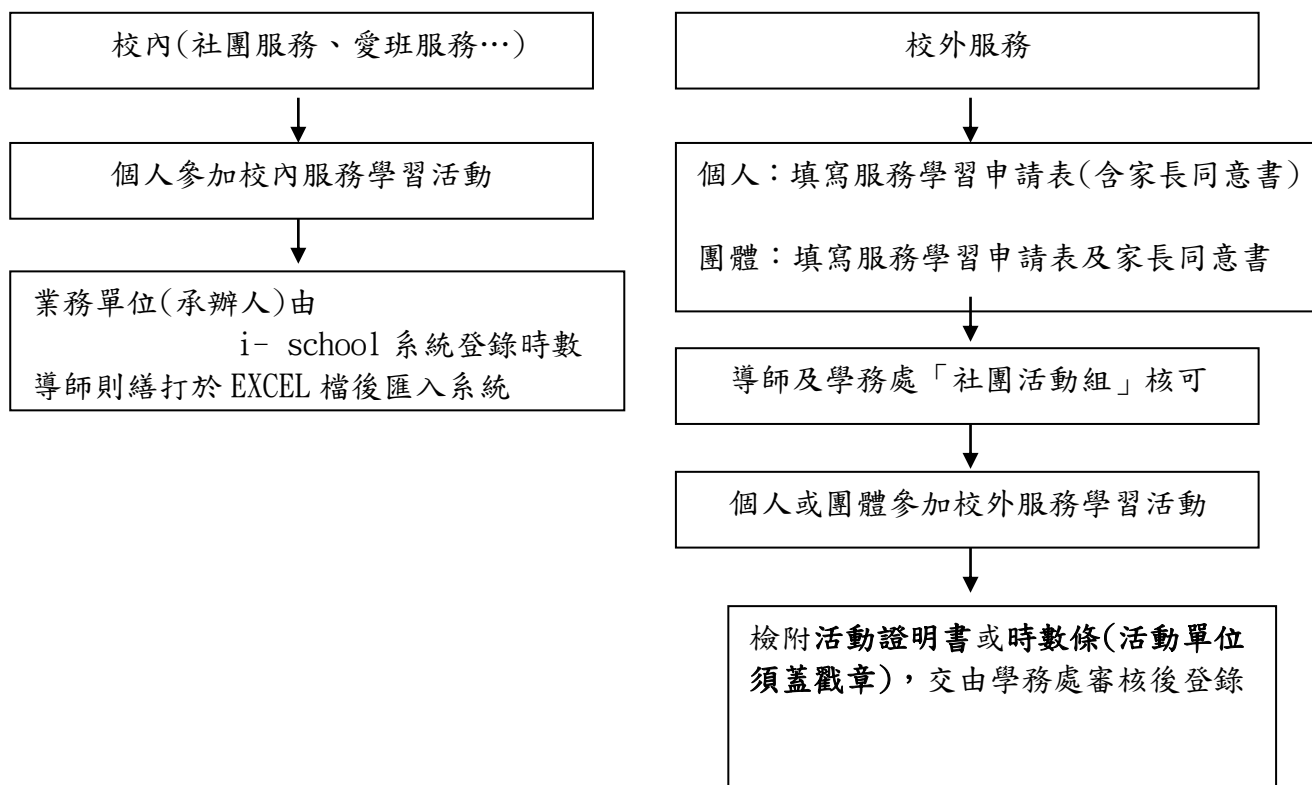 校內(社團服務、愛班服務…)
個人參加校內服務學習活動
業務單位(承辦人)由
i- school 系統登錄時數
導師則繕打於 EXCEL 檔後匯入系統
校外服務
個人：填寫服務學習申請表(含家長同意書)
團體：填寫服務學習申請表及家長同意書
導師及學務處「社團活動組」核可
個人或團體參加校外服務學習活動
檢附活動證明書或時數條(活動單位
須蓋戳章)，交由學務處審核後登錄